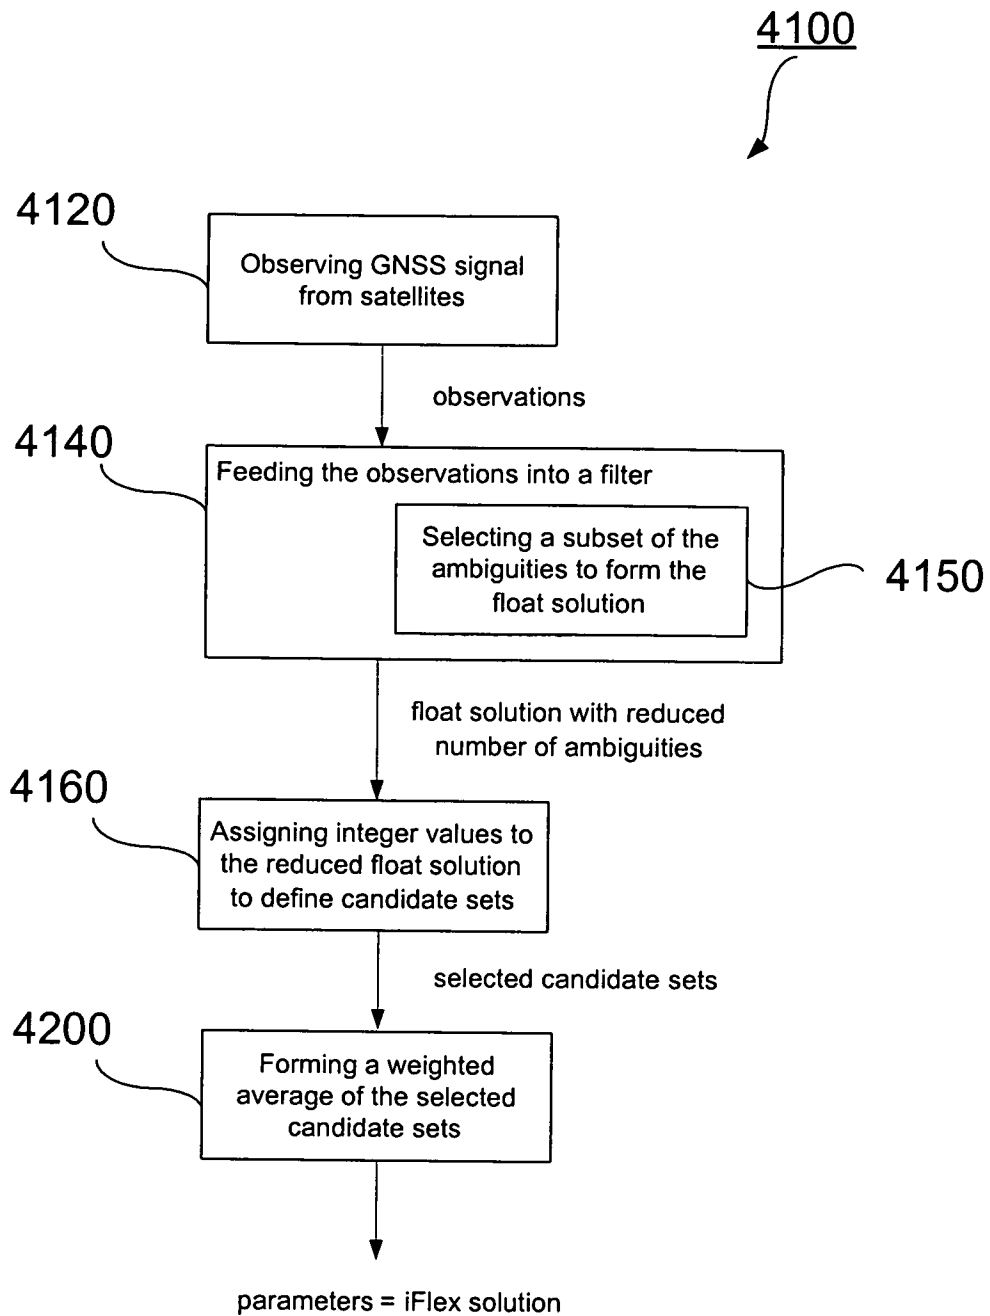 4100
4120
Observing GNSS signal
from satellites
observations
4140
Feeding the observations into a filter
Selecting a subset of the
ambiguities to form the
float solution
4150
float solution with reduced
number of ambiguities
4160
Assigning integer values to
the reduced float solution
to define candidate sets
selected candidate sets
4200
Forming a weighted
average of the selected
candidate sets
parameters = iFlex solution